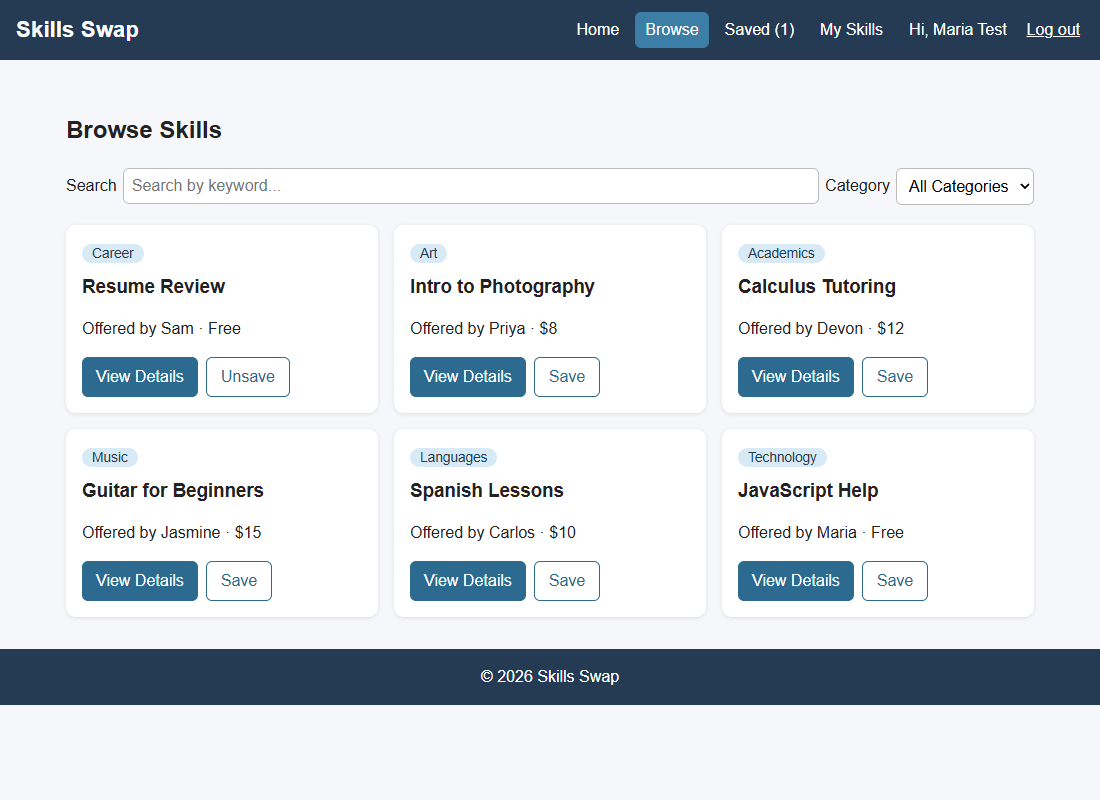 Skills Swap
Home Browse Saved (1) My Skills Hi, Maria Test Log out
Browse Skills
Search Search by keyword... Category All Categories
Career
Resume Review
Offered by Sam · Free
View Details Unsave
Art
Intro to Photography
Offered by Priya · $8
View Details Save
Academics
Calculus Tutoring
Offered by Devon · $12
View Details Save
Music
Guitar for Beginners
Offered by Jasmine · $15
View Details Save
Languages
Spanish Lessons
Offered by Carlos · $10
View Details Save
Technology
JavaScript Help
Offered by Maria · Free
View Details Save
© 2026 Skills Swap